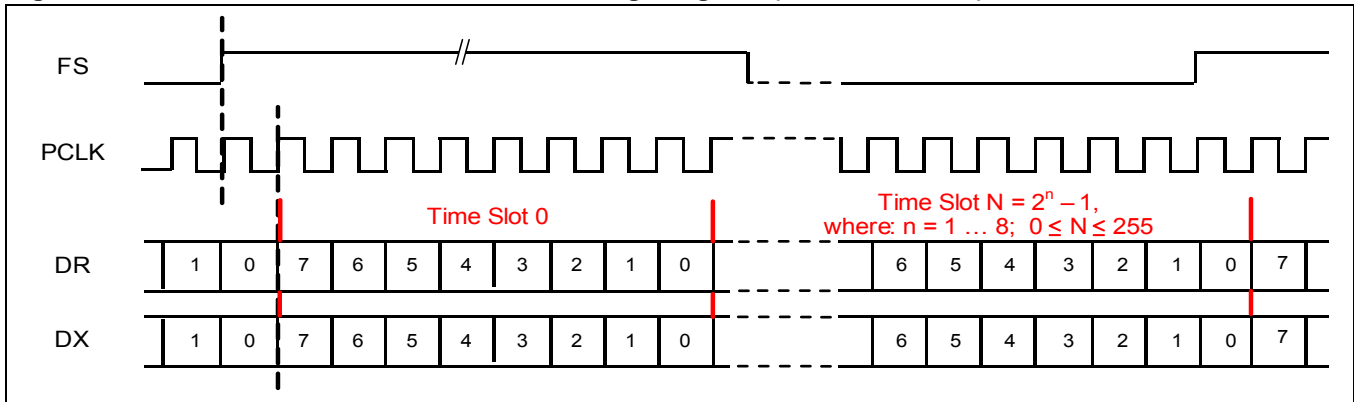 FS
PCLK
Time Slot 0
Time Slot N = 2ⁿ – 1,
where: n = 1 … 8; 0 ≤ N ≤ 255
DR 1 0 7 6 5 4 3 2 1 0 6 5 4 3 2 1 0 7
DX 1 0 7 6 5 4 3 2 1 0 6 5 4 3 2 1 0 7